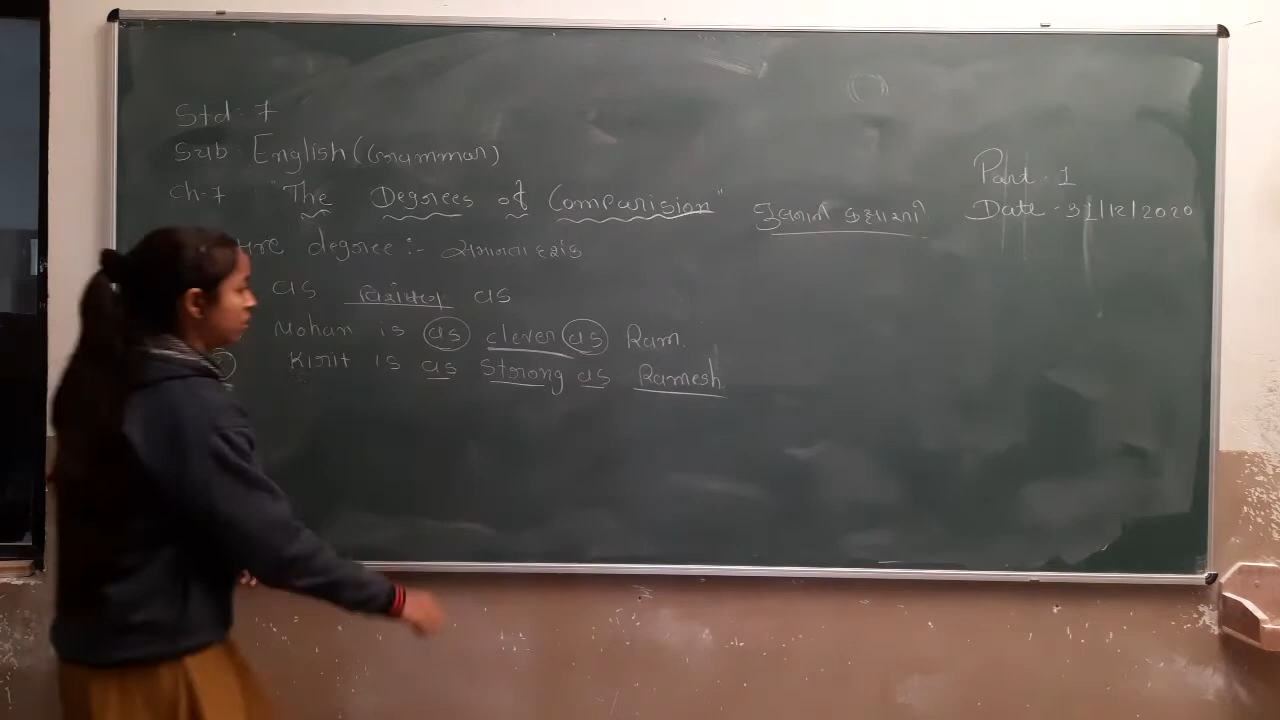 Std : 7
Sub : English (Grammar)
Ch-7 "The Degrees of Comparision" તુલનાની કક્ષાઓ
Part : 1
Date - 31/12/2020
degree :- સમાનતા દર્શક
as વિશેષણ as
Mohan is as clever as Ram.
Kirit is as Strong as Ramesh